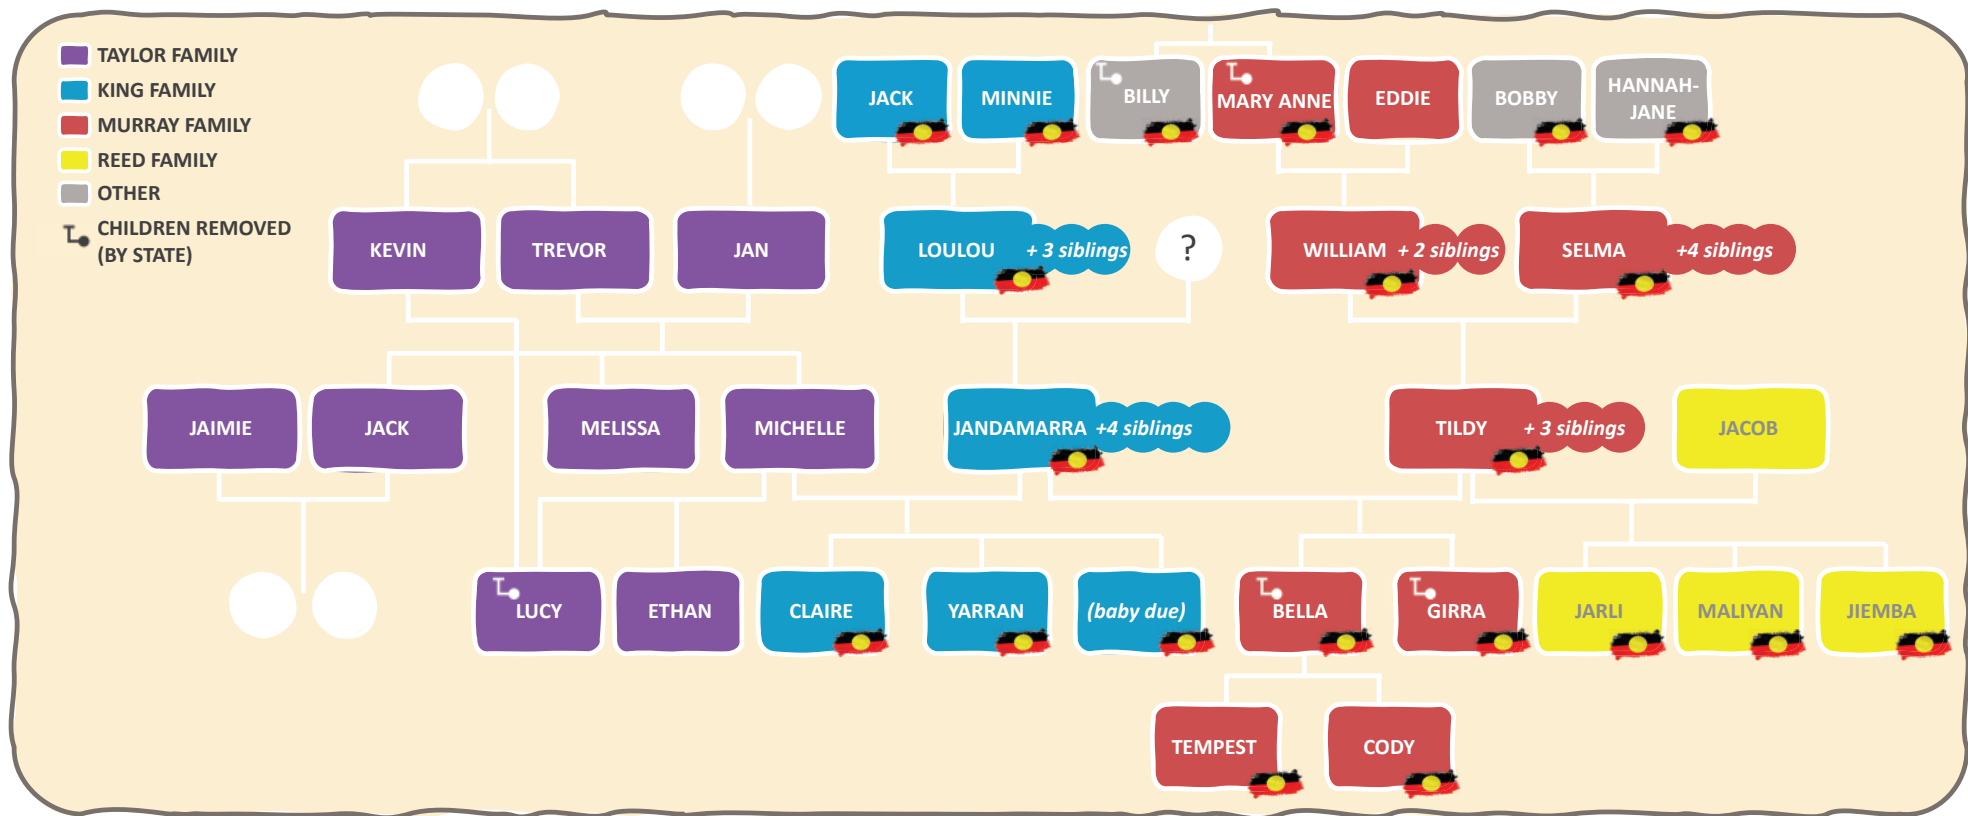 TAYLOR FAMILY
KING FAMILY
MURRAY FAMILY
REED FAMILY
OTHER
CHILDREN REMOVED
(BY STATE)
JACK
MINNIE
BILLY
MARY ANNE
EDDIE
BOBBY
HANNAH-
JANE
KEVIN
TREVOR
JAN
LOULOU
+ 3 siblings
?
WILLIAM
+ 2 siblings
SELMA
+4 siblings
JAIMIE
JACK
MELISSA
MICHELLE
JANDAMARRA
+4 siblings
TILDY
+ 3 siblings
JACOB
LUCY
ETHAN
CLAIRE
YARRAN
(baby due)
BELLA
GIRRA
JARLI
MALIYAN
JIEMBA
TEMPEST
CODY